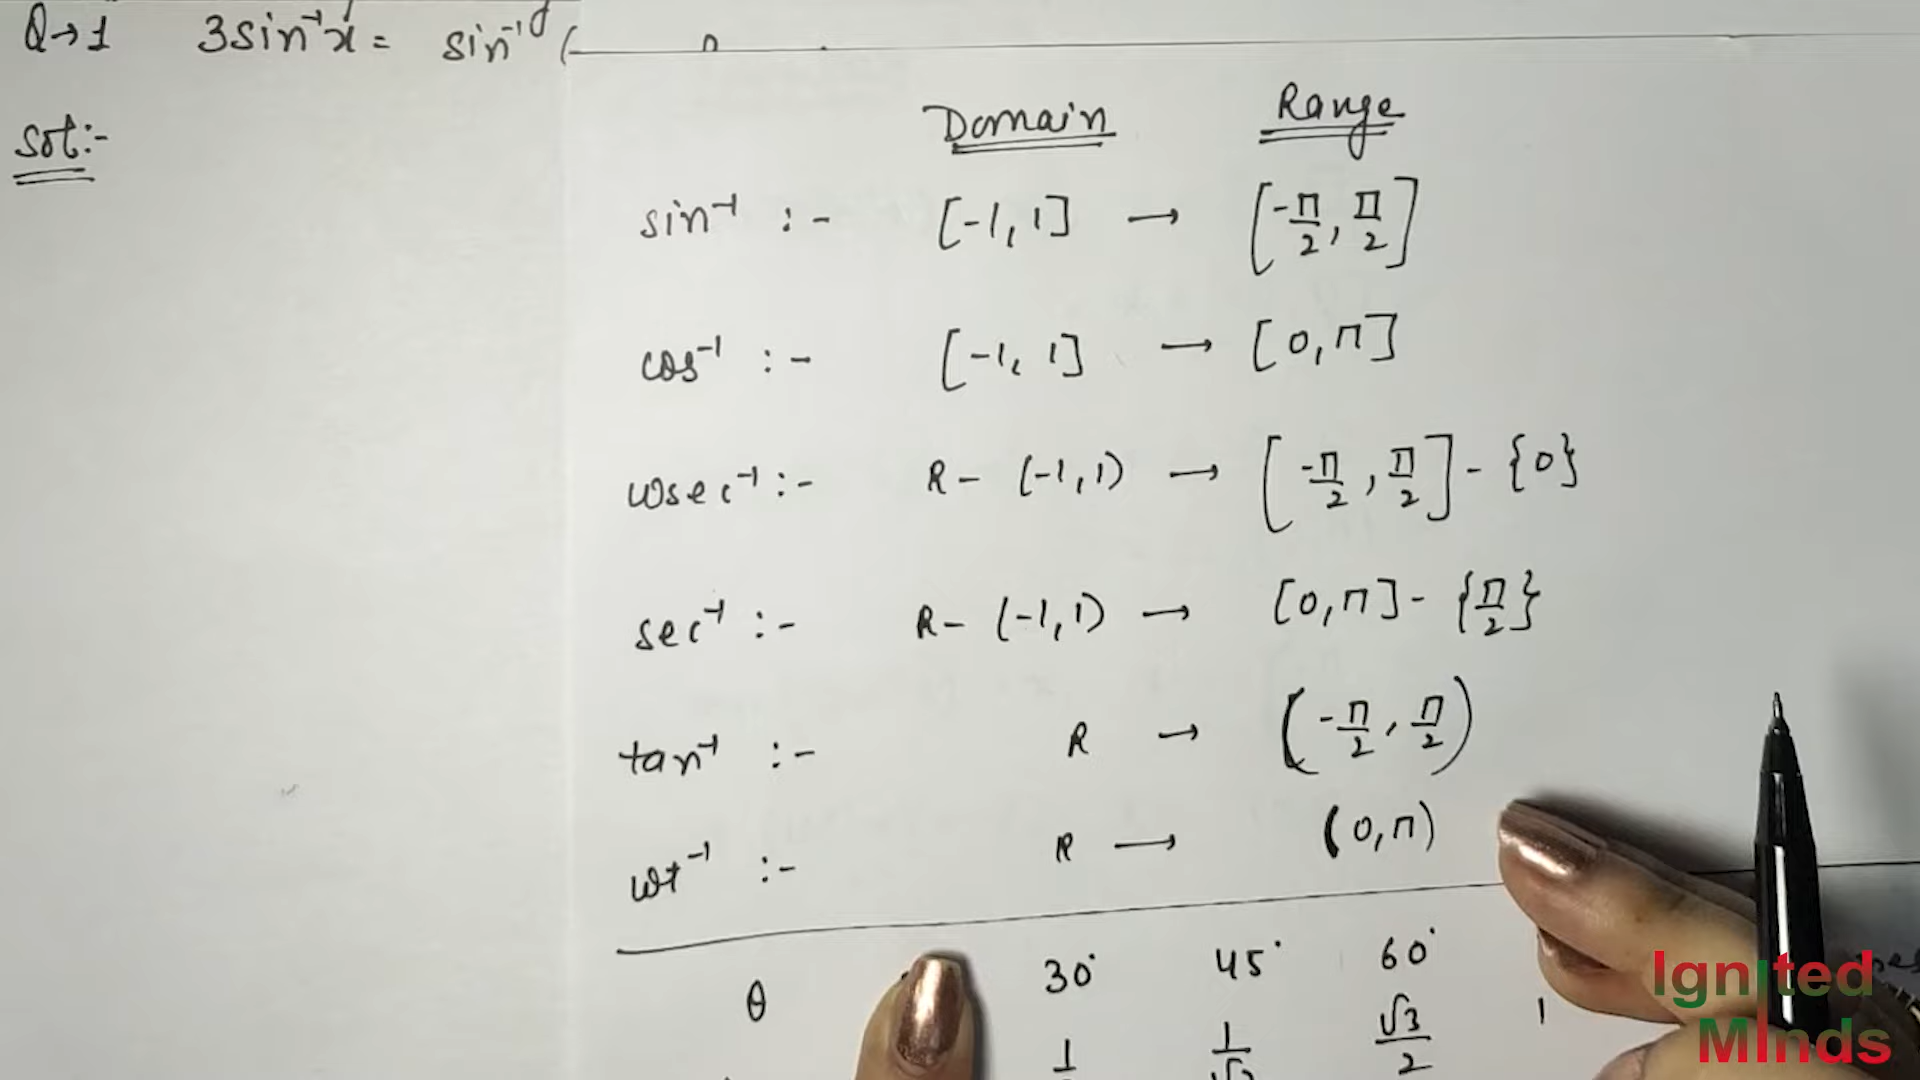 Q→1 3sin⁻¹x = sin⁻¹(
Sol:-
Domain Range
sin⁻¹ :- [-1, 1] → [-π/2, π/2]
cos⁻¹ :- [-1, 1] → [0, π]
cosec⁻¹ :- R - (-1, 1) → [-π/2, π/2] - {0}
sec⁻¹ :- R - (-1, 1) → [0, π] - {π/2}
tan⁻¹ :- R → (-π/2, π/2)
cot⁻¹ :- R → (0, π)
θ 30° 45° 60°
√3/2 1
Ignited
Minds